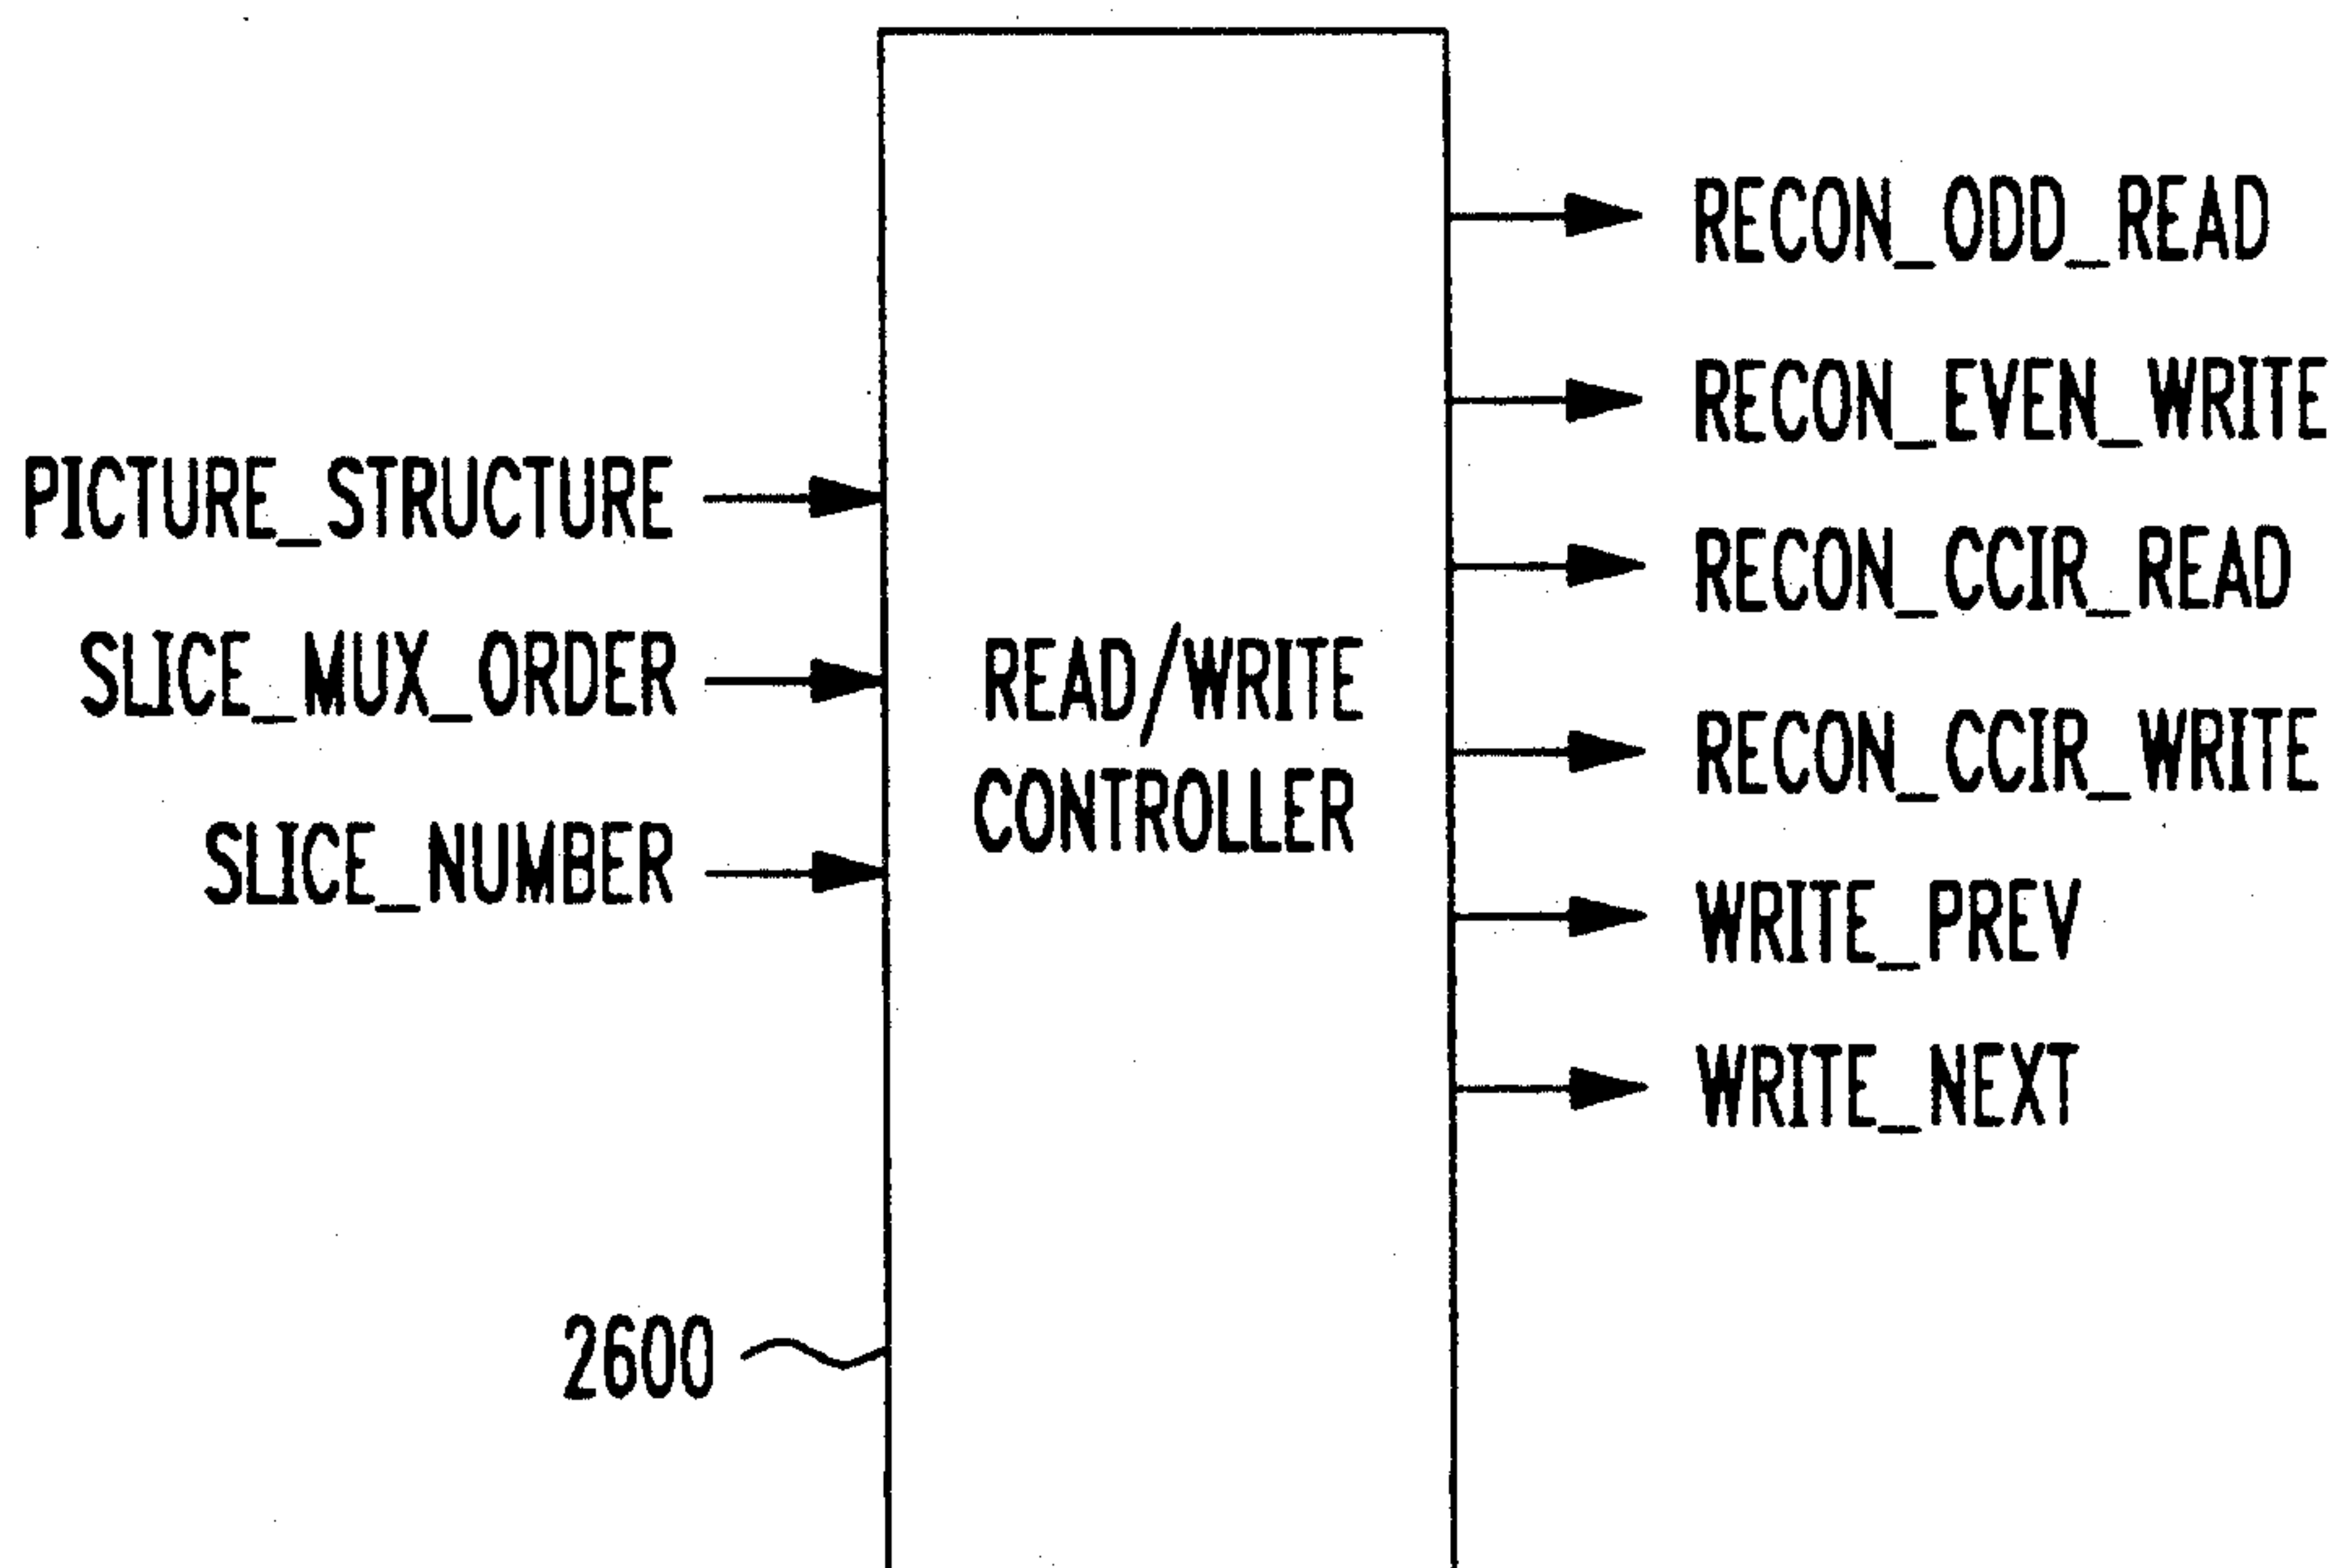 RECON_ODD_READ
RECON_EVEN_WRITE
PICTURE_STRUCTURE
RECON_CCIR_READ
SLICE_MUX_ORDER
READ/WRITE
CONTROLLER
RECON_CCIR_WRITE
SLICE_NUMBER
WRITE_PREV
WRITE_NEXT
2600